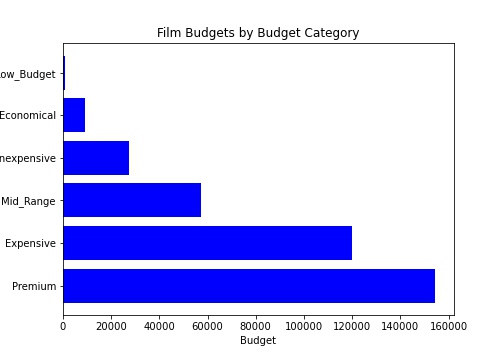 Film Budgets by Budget Category
ow_Budget
Economical
nexpensive
Mid_Range
Expensive
Premium
0 20000 40000 60000 80000 100000 120000 140000 160000
Budget